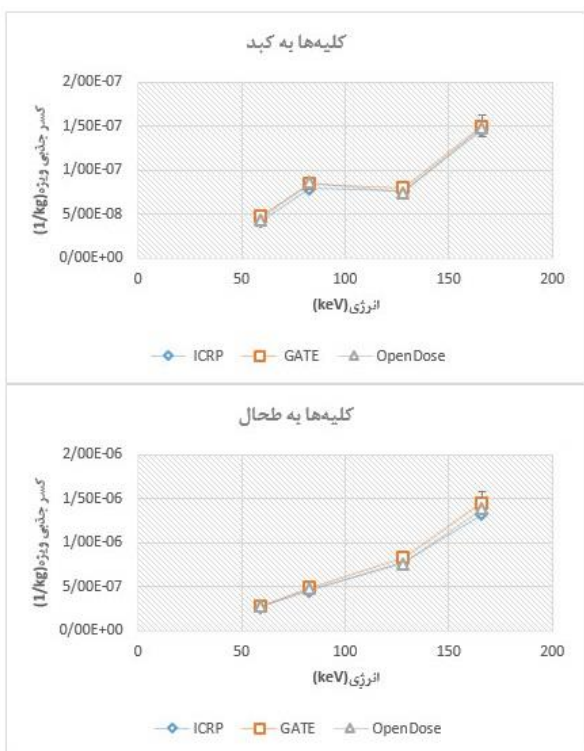 کلیه‌ها به کبد
کسر جذبی ویژه(1/kg)
2/00E-07
1/50E-07
1/00E-07
5/00E-08
0/00E+00
0 50 100 150 200
انرژی(keV)
ICRP GATE OpenDose
کلیه‌ها به طحال
کسر جذبی ویژه(1/kg)
2/00E-06
1/50E-06
1/00E-06
5/00E-07
0/00E+00
0 50 100 150 200
انرژی(keV)
ICRP GATE OpenDose